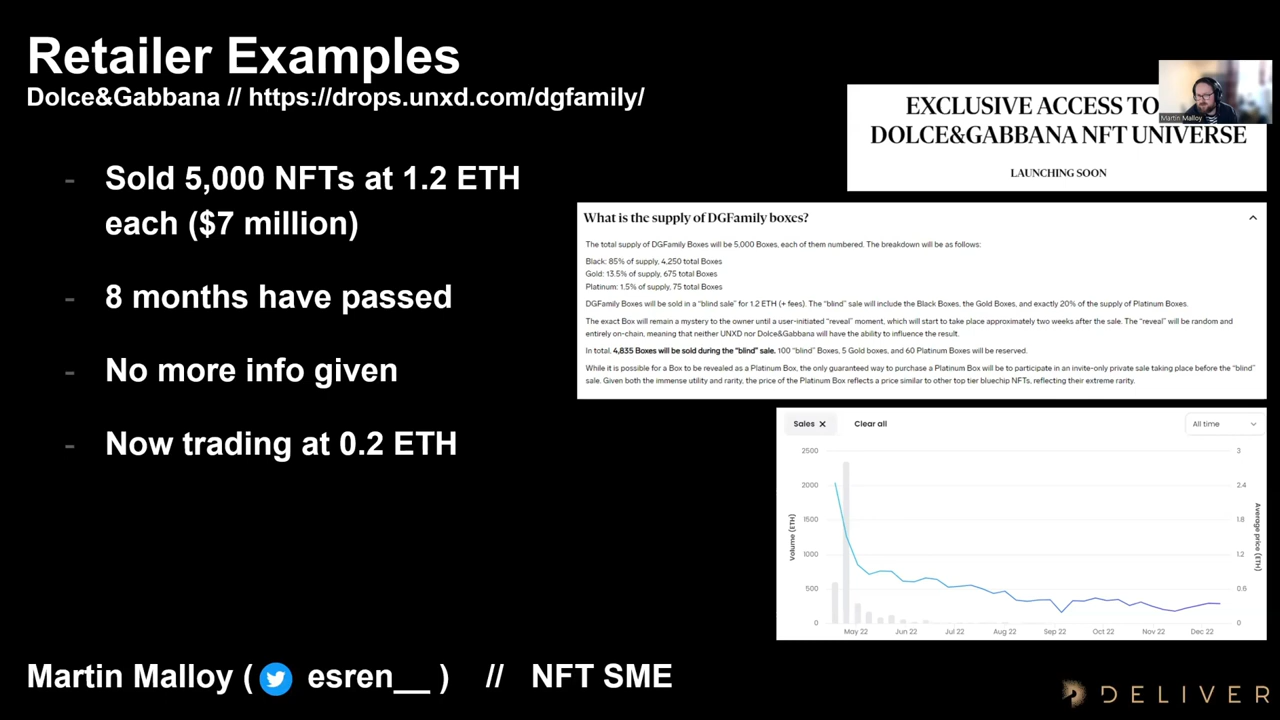 Retailer Examples
Dolce&Gabbana // https://drops.unxd.com/dgfamily/
- Sold 5,000 NFTs at 1.2 ETH
each ($7 million)
- 8 months have passed
- No more info given
- Now trading at 0.2 ETH
EXCLUSIVE ACCESS TO
DOLCE&GABBANA NFT UNIVERSE
LAUNCHING SOON
Martin Malloy
What is the supply of DGFamily boxes?
The total supply of DGFamily Boxes will be 5,000 Boxes, each of them numbered. The breakdown will be as follows:
Black: 85% of supply, 4,250 total Boxes
Gold: 13.5% of supply, 675 total Boxes
Platinum: 1.5% of supply, 75 total Boxes
DGFamily Boxes will be sold in a "blind sale" for 1.2 ETH (+ fees). The "blind" sale will include the Black Boxes, the Gold Boxes, and exactly 20% of the supply of Platinum Boxes.
The exact Box will remain a mystery to the owner until a user-initiated "reveal" moment, which will start to take place approximately two weeks after the sale. The "reveal" will be random and
entirely on-chain, meaning that neither UNXD nor Dolce&Gabbana will have the ability to influence the result.
In total, 4,835 Boxes will be sold during the "blind" sale. 100 "blind" Boxes, 5 Gold boxes, and 60 Platinum Boxes will be reserved.
While it is possible for a Box to be revealed as a Platinum Box, the only guaranteed way to purchase a Platinum Box will be to participate in an invite-only private sale taking place before the "blind"
sale. Given both the immense utility and rarity, the price of the Platinum Box reflects a price similar to other top tier bluechip NFTs, reflecting their extreme rarity.
Sales ✕ Clear all All time
2500 3
2000 2.4
1500 1.8
1000 1.2
500 0.6
0 0
Volume (ETH)
Average price (ETH)
May 22 Jun 22 Jul 22 Aug 22 Sep 22 Oct 22 Nov 22 Dec 22
Martin Malloy ( esren__ ) // NFT SME
DELIVER